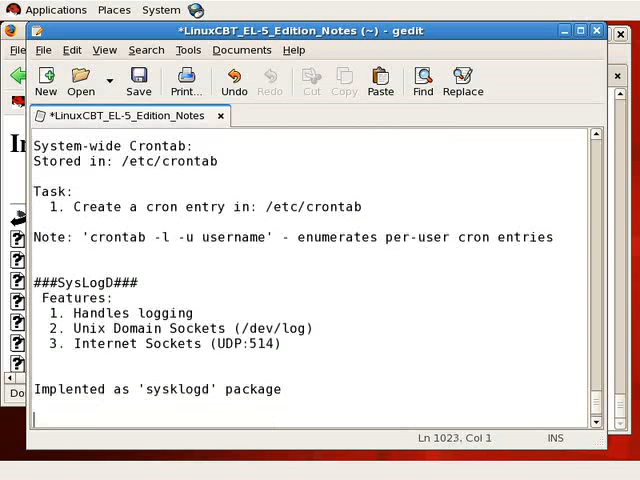 Applications Places System
*LinuxCBT_EL-5_Edition_Notes (~) - gedit
File
File Edit View Search Tools Documents Help
New Open Save Print... Undo Redo Cut Copy Paste Find Replace
*LinuxCBT_EL-5_Edition_Notes
System-wide Crontab:
Stored in: /etc/crontab
Task:
1. Create a cron entry in: /etc/crontab
Note: 'crontab -l -u username' - enumerates per-user cron entries
###SysLogD###
Features:
1. Handles logging
2. Unix Domain Sockets (/dev/log)
3. Internet Sockets (UDP:514)
Implented as 'sysklogd' package
Ln 1023, Col 1 INS